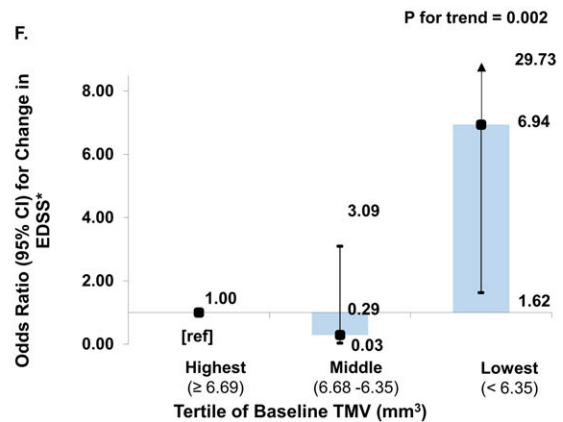 P for trend = 0.002
F.
Odds Ratio (95% CI) for Change in
EDSS*
8.00
6.00
4.00
2.00
0.00
29.73
6.94
1.62
3.09
0.29
0.03
1.00
[ref]
Highest
(≥ 6.69)
Middle
(6.68 -6.35)
Lowest
(< 6.35)
Tertile of Baseline TMV (mm³)